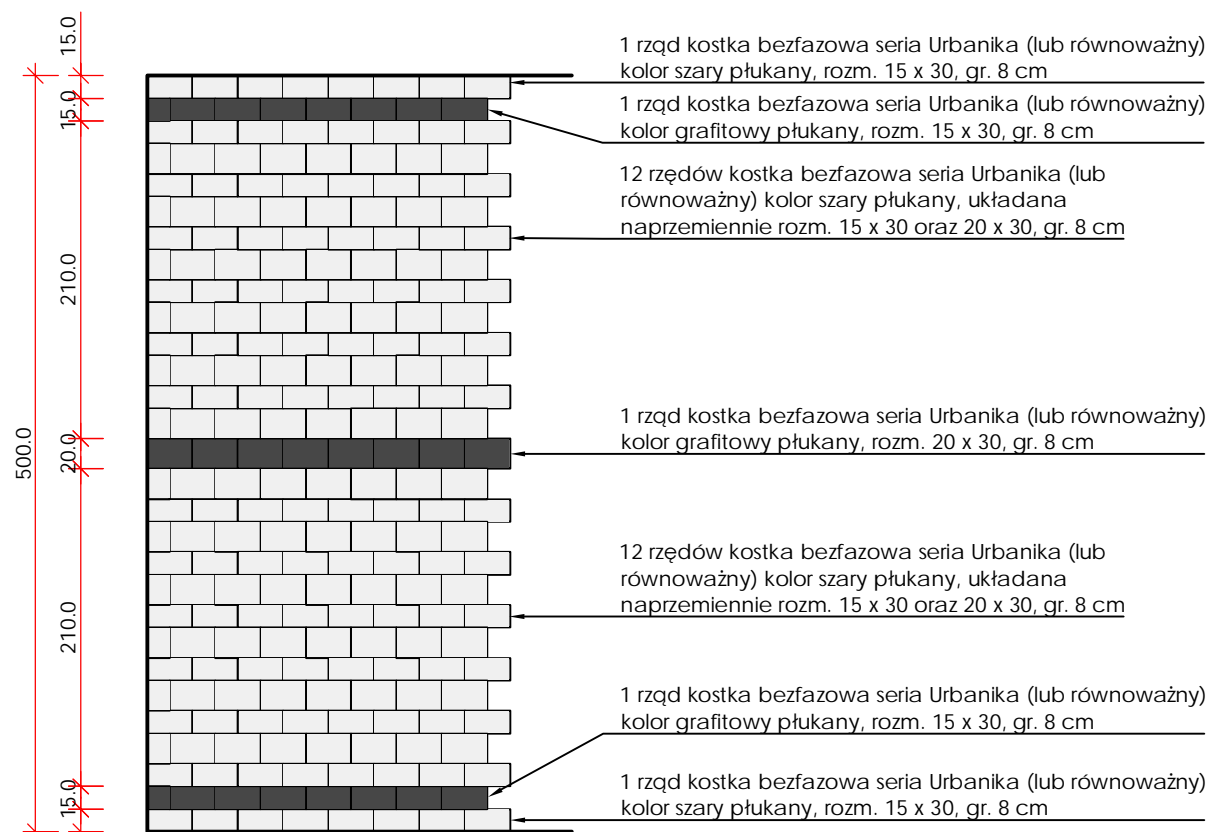 15.0
1 rząd kostka bezfazowa seria Urbanika (lub równoważny)
kolor szary płukany, rozm. 15 x 30, gr. 8 cm
15.0
1 rząd kostka bezfazowa seria Urbanika (lub równoważny)
kolor grafitowy płukany, rozm. 15 x 30, gr. 8 cm
12 rzędów kostka bezfazowa seria Urbanika (lub
równoważny) kolor szary płukany, układana
naprzemiennie rozm. 15 x 30 oraz 20 x 30, gr. 8 cm
210.0
500.0
20.0
1 rząd kostka bezfazowa seria Urbanika (lub równoważny)
kolor grafitowy płukany, rozm. 20 x 30, gr. 8 cm
12 rzędów kostka bezfazowa seria Urbanika (lub
równoważny) kolor szary płukany, układana
naprzemiennie rozm. 15 x 30 oraz 20 x 30, gr. 8 cm
210.0
1 rząd kostka bezfazowa seria Urbanika (lub równoważny)
kolor grafitowy płukany, rozm. 15 x 30, gr. 8 cm
15.0
1 rząd kostka bezfazowa seria Urbanika (lub równoważny)
kolor szary płukany, rozm. 15 x 30, gr. 8 cm